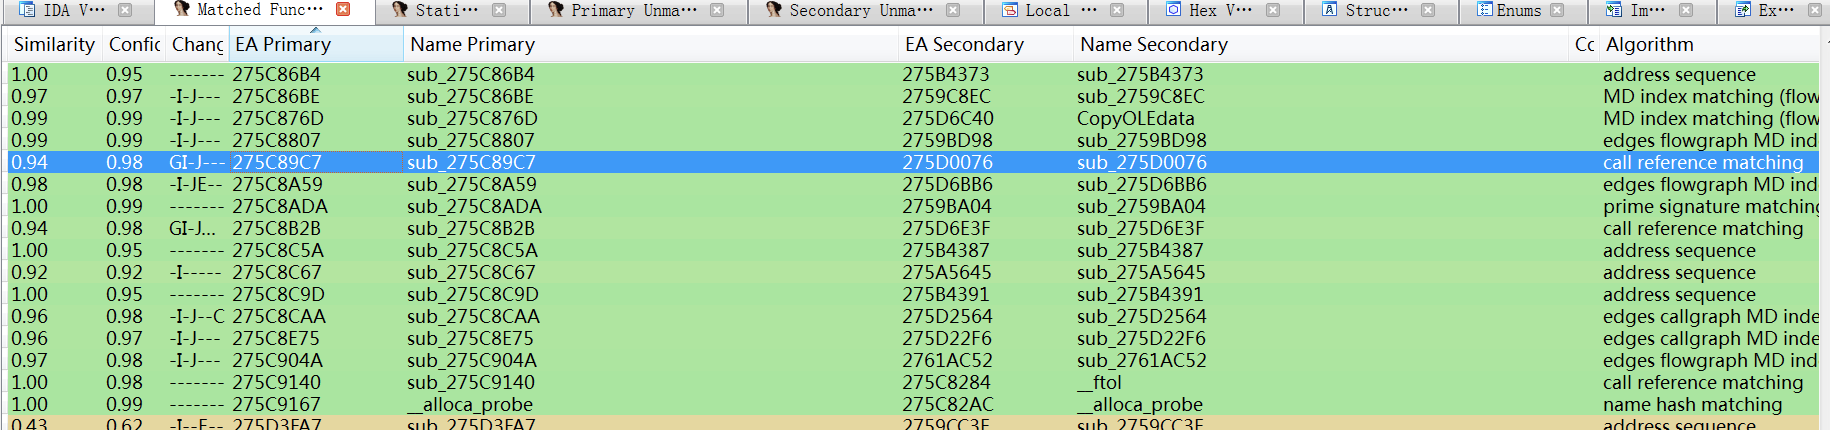 IDA V··· Matched Func··· Stati··· Primary Unma··· Secondary Unma··· Local ··· Hex V··· Struc··· Enums Im··· Ex···
Similarity Confic Chang EA Primary Name Primary EA Secondary Name Secondary Cc Algorithm
1.00 0.95 ------- 275C86B4 sub_275C86B4 275B4373 sub_275B4373 address sequence
0.97 0.97 -I-J--- 275C86BE sub_275C86BE 2759C8EC sub_2759C8EC MD index matching (flow
0.99 0.99 -I-J--- 275C876D sub_275C876D 275D6C40 CopyOLEdata MD index matching (flow
0.99 0.99 -I-J--- 275C8807 sub_275C8807 2759BD98 sub_2759BD98 edges flowgraph MD ind
0.94 0.98 GI-J--- 275C89C7 sub_275C89C7 275D0076 sub_275D0076 call reference matching
0.98 0.98 -I-JE-- 275C8A59 sub_275C8A59 275D6BB6 sub_275D6BB6 edges flowgraph MD ind
1.00 0.99 ------- 275C8ADA sub_275C8ADA 2759BA04 sub_2759BA04 prime signature matching
0.94 0.98 GI-J... 275C8B2B sub_275C8B2B 275D6E3F sub_275D6E3F call reference matching
1.00 0.95 ------- 275C8C5A sub_275C8C5A 275B4387 sub_275B4387 address sequence
0.92 0.92 -I----- 275C8C67 sub_275C8C67 275A5645 sub_275A5645 address sequence
1.00 0.95 ------- 275C8C9D sub_275C8C9D 275B4391 sub_275B4391 address sequence
0.96 0.98 -I-J--C 275C8CAA sub_275C8CAA 275D2564 sub_275D2564 edges callgraph MD inde
0.96 0.97 -I-J--- 275C8E75 sub_275C8E75 275D22F6 sub_275D22F6 edges callgraph MD inde
0.97 0.98 -I-J--- 275C904A sub_275C904A 2761AC52 sub_2761AC52 edges flowgraph MD ind
1.00 0.98 ------- 275C9140 sub_275C9140 275C8284 __ftol call reference matching
1.00 0.99 ------- 275C9167 __alloca_probe 275C82AC __alloca_probe name hash matching
0.43 0.62 -I--E-- 275D3FA7 sub_275D3FA7 2759CC3F sub_2759CC3F address sequence